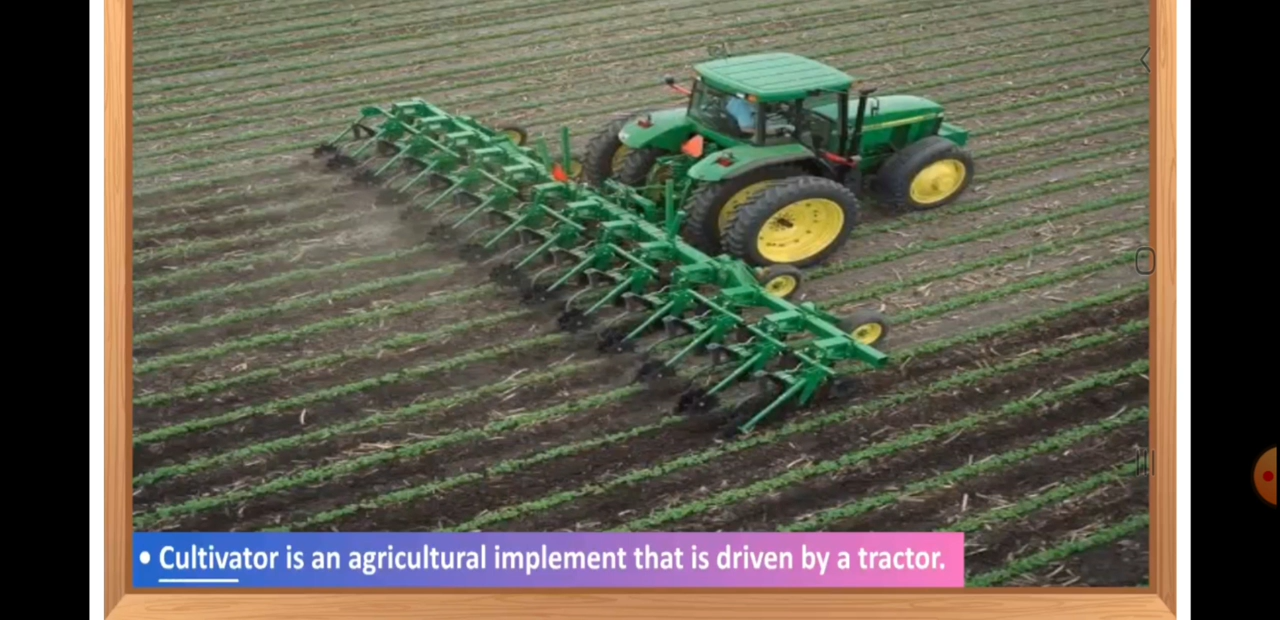 • Cultivator is an agricultural implement that is driven by a tractor.